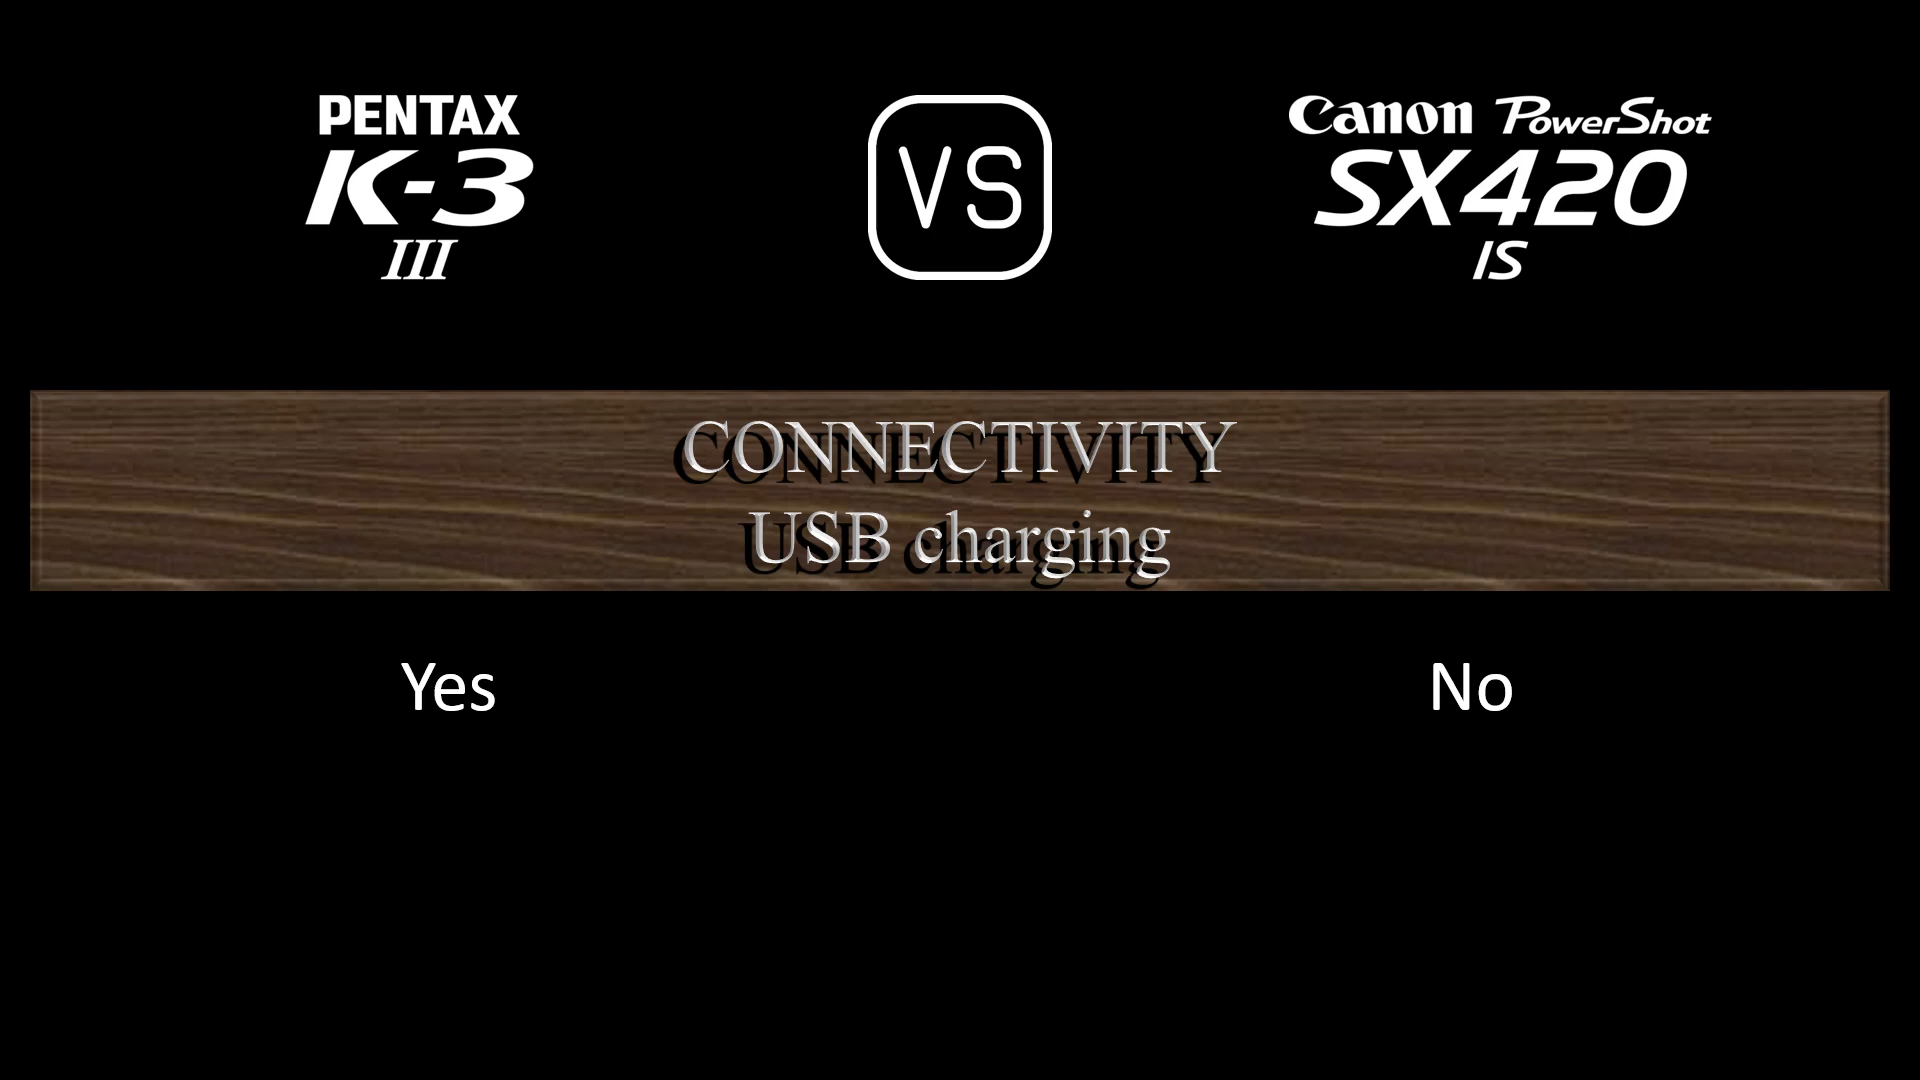 PENTAX
K-3
III
VS
Canon PowerShot
SX420
IS
CONNECTIVITY
USB charging
Yes
No